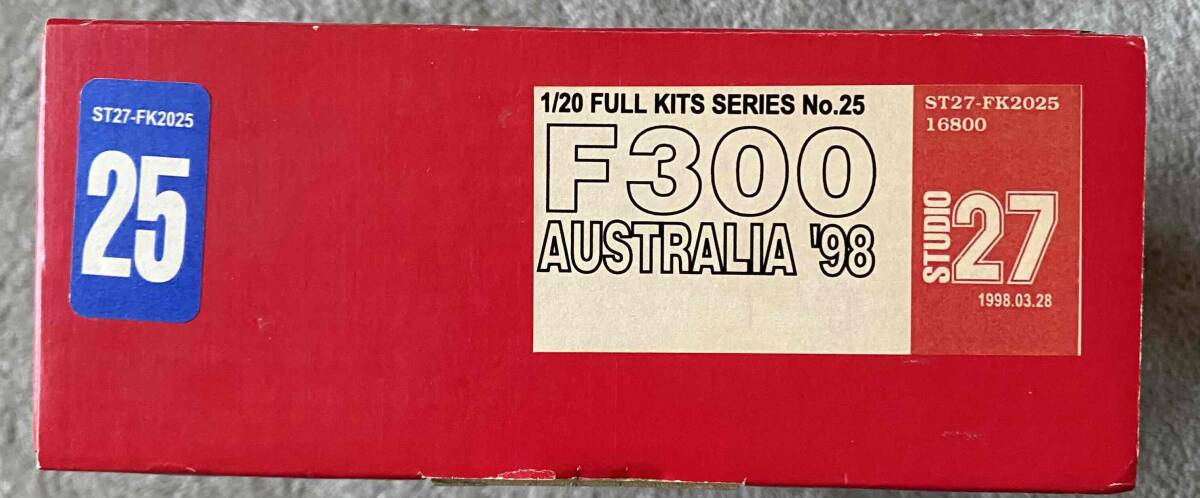 ST27-FK2025
25
1/20 FULL KITS SERIES No.25
F300
AUSTRALIA '98
ST27-FK2025
16800
STUDIO 27
1998.03.28